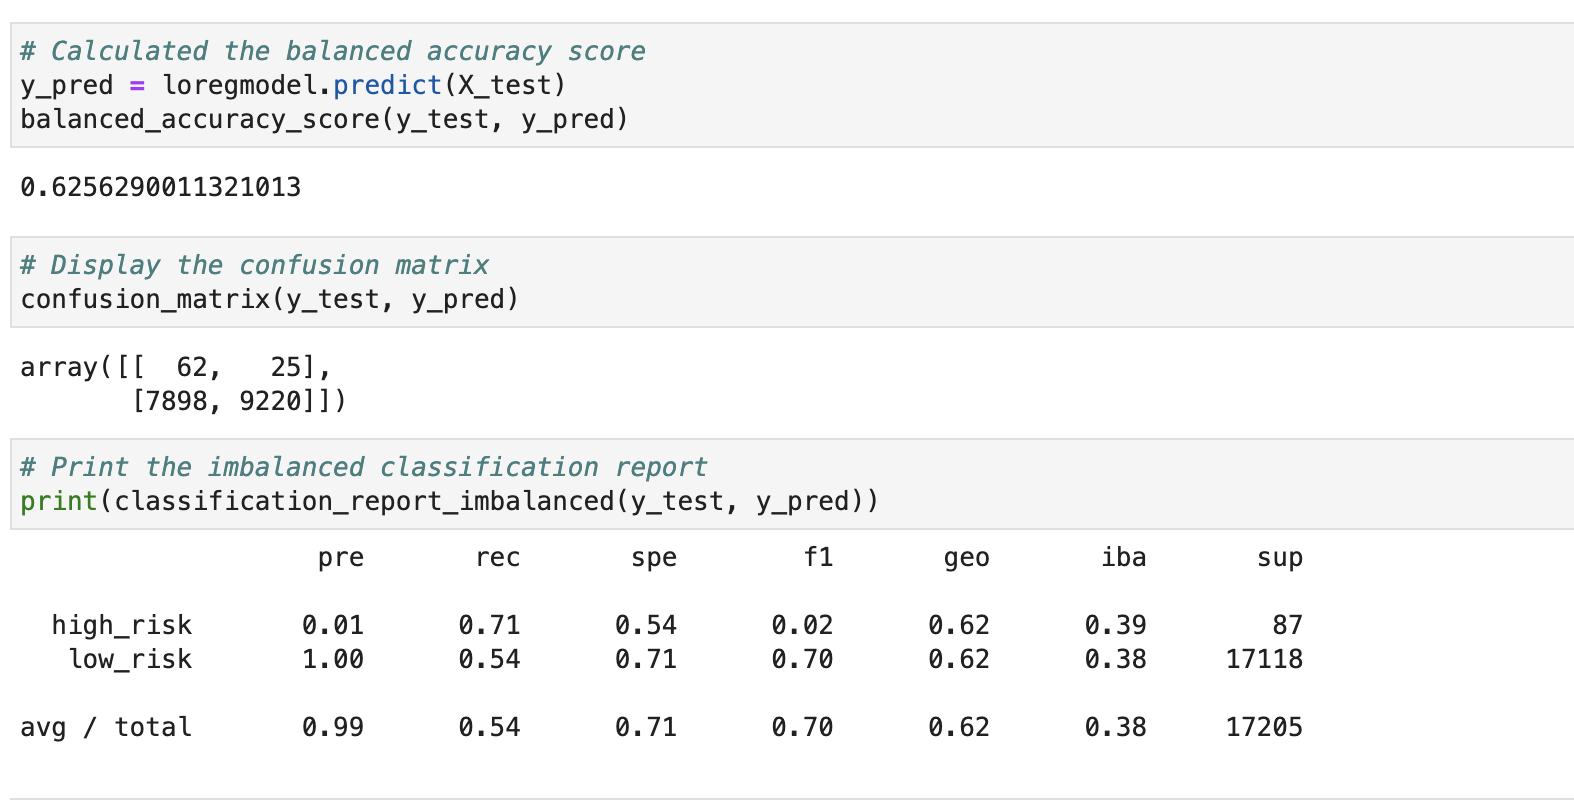 # Calculated the balanced accuracy score
y_pred = loregmodel.predict(X_test)
balanced_accuracy_score(y_test, y_pred)
0.6256290011321013
# Display the confusion matrix
confusion_matrix(y_test, y_pred)
array([[  62,   25],
       [7898, 9220]])
# Print the imbalanced classification report
print(classification_report_imbalanced(y_test, y_pred))
                   pre       rec       spe        f1       geo       iba       sup
  high_risk       0.01      0.71      0.54      0.02      0.62      0.39        87
   low_risk       1.00      0.54      0.71      0.70      0.62      0.38     17118
avg / total       0.99      0.54      0.71      0.70      0.62      0.38     17205